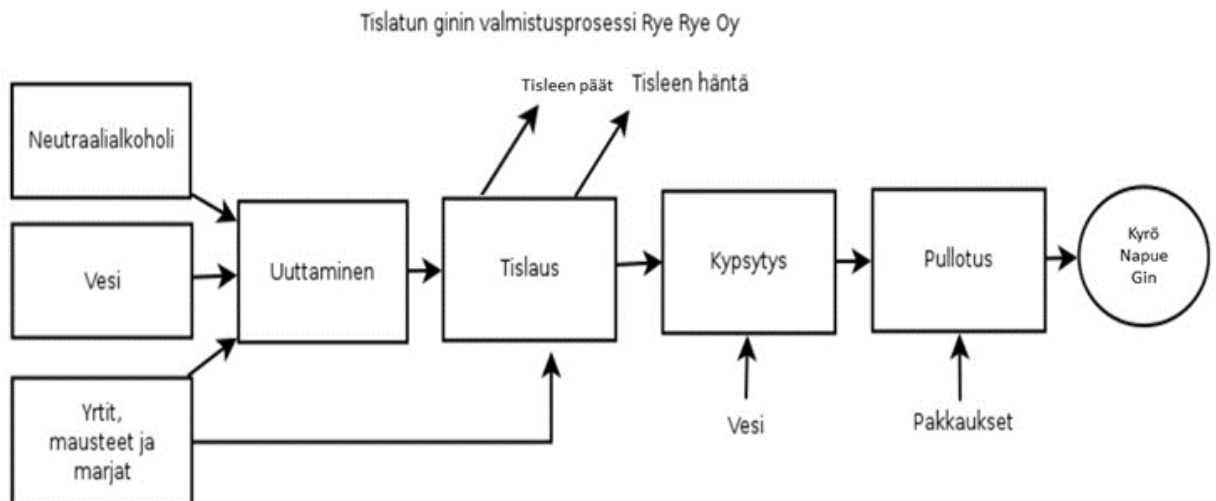 Tislatun ginin valmistusprosessi Rye Rye Oy
Tisleen päät
Tisleen häntä
Neutraalialkoholi
Vesi
Yrtit,
mausteet ja
marjat
Uuttaminen
Tislaus
Kypsytys
Vesi
Pullotus
Pakkaukset
Kyrö
Napue
Gin